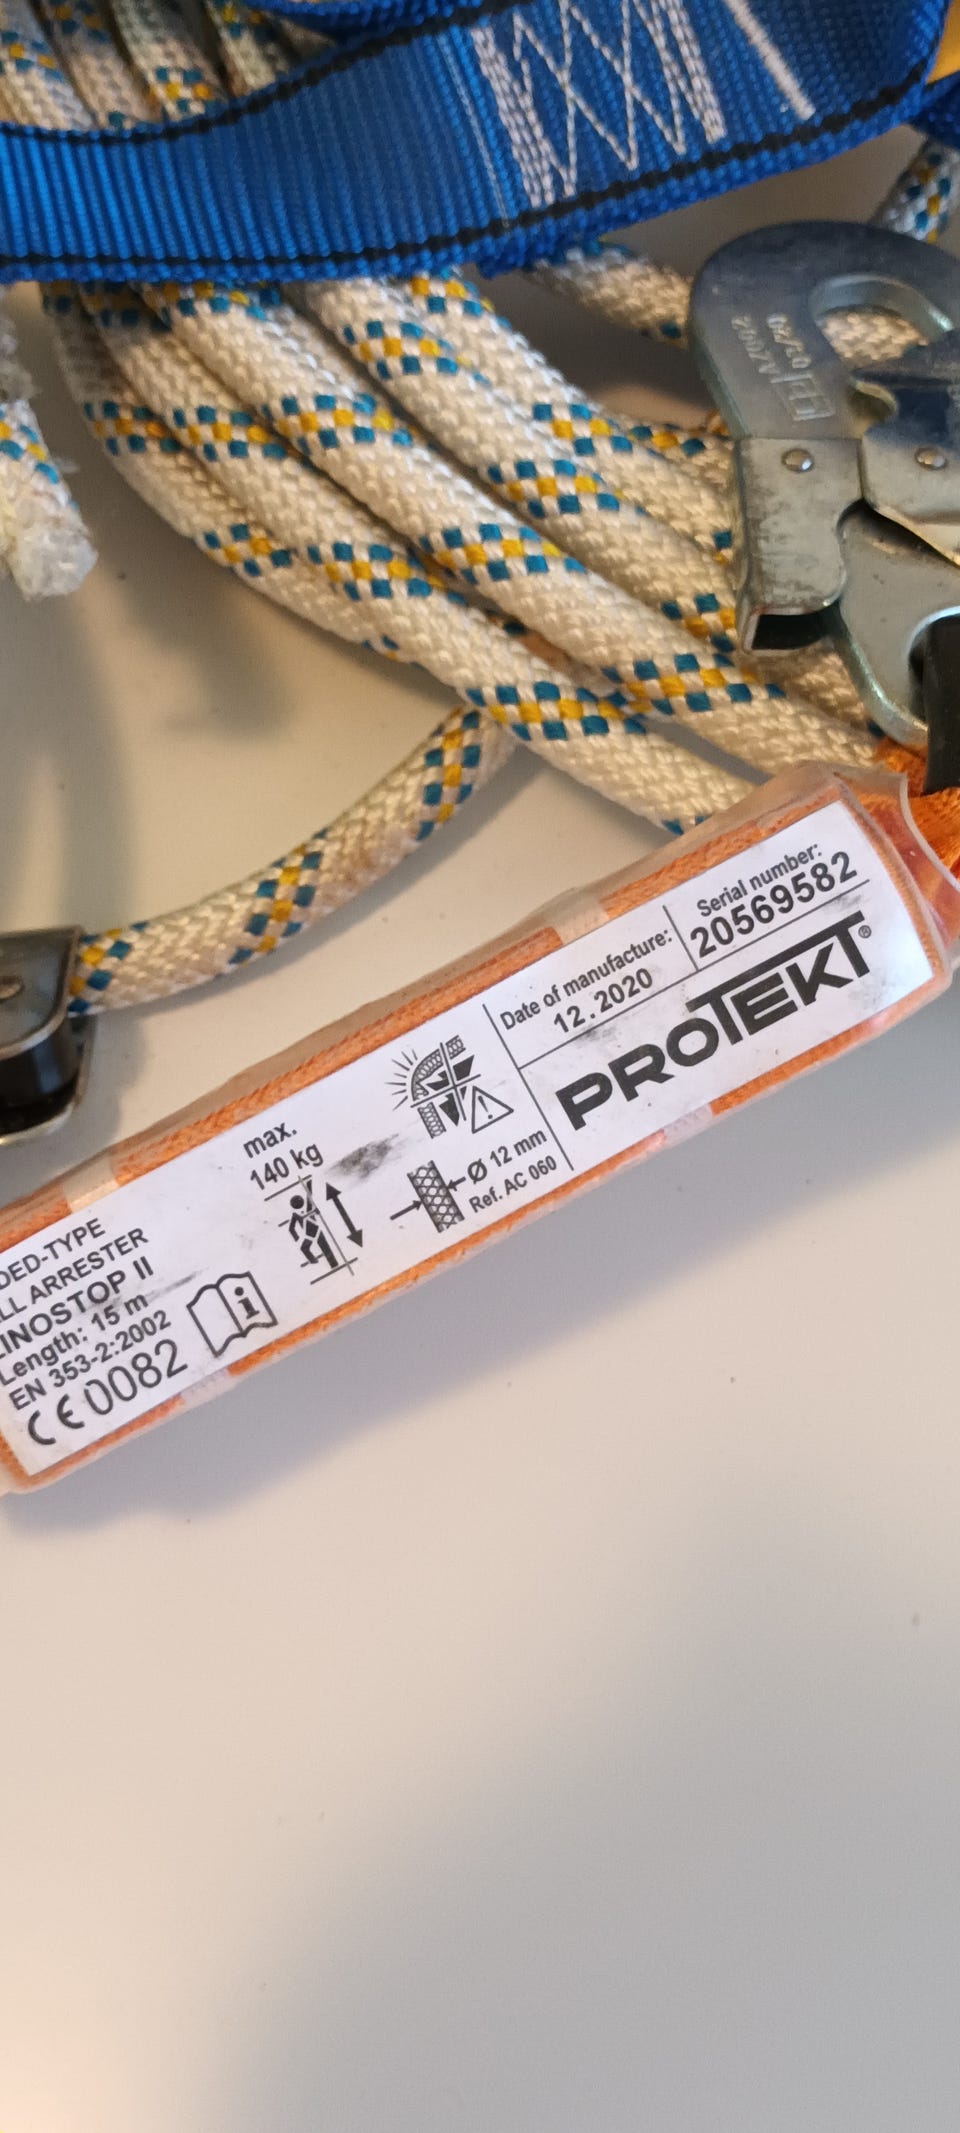 DED-TYPE
LL ARRESTER
LINOSTOP II
Length: 15 m
EN 353-2:2002
CE 0082
max.
140 kg
Ø 12 mm
Ref. AC 060
Date of manufacture:
12.2020
Serial number:
20569582
PROTEKT®